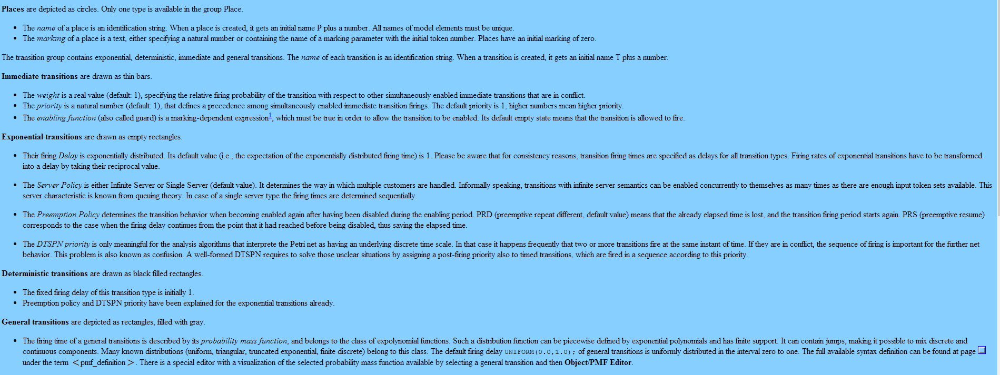 Places are depicted as circles. Only one type is available in the group Place.
• The name of a place is an identification string. When a place is created, it gets an initial name P plus a number. All names of model elements must be unique.
• The marking of a place is a text, either specifying a natural number or containing the name of a marking parameter with the initial token number. Places have an initial marking of zero.
The transition group contains exponential, deterministic, immediate and general transitions. The name of each transition is an identification string. When a transition is created, it gets an initial name T plus a number.
Immediate transitions are drawn as thin bars.
• The weight is a real value (default: 1), specifying the relative firing probability of the transition with respect to other simultaneously enabled immediate transitions that are in conflict.
• The priority is a natural number (default: 1), that defines a precedence among simultaneously enabled immediate transition firings. The default priority is 1, higher numbers mean higher priority.
• The enabling function (also called guard) is a marking-dependent expression1, which must be true in order to allow the transition to be enabled. Its default empty state means that the transition is allowed to fire.
Exponential transitions are drawn as empty rectangles.
• Their firing Delay is exponentially distributed. Its default value (i.e., the expectation of the exponentially distributed firing time) is 1. Please be aware that for consistency reasons, transition firing times are specified as delays for all transition types. Firing rates of exponential transitions have to be transformed
into a delay by taking their reciprocal value.
• The Server Policy is either Infinite Server or Single Server (default value). It determines the way in which multiple customers are handled. Informally speaking, transitions with infinite server semantics can be enabled concurrently to themselves as many times as there are enough input token sets available. This
server characteristic is known from queuing theory. In case of a single server type the firing times are determined sequentially.
• The Preemption Policy determines the transition behavior when becoming enabled again after having been disabled during the enabling period. PRD (preemptive repeat different, default value) means that the already elapsed time is lost, and the transition firing period starts again. PRS (preemptive resume)
corresponds to the case when the firing delay continues from the point that it had reached before being disabled, thus saving the elapsed time.
• The DTSPN priority is only meaningful for the analysis algorithms that interpret the Petri net as having an underlying discrete time scale. In that case it happens frequently that two or more transitions fire at the same instant of time. If they are in conflict, the sequence of firing is important for the further net
behavior. This problem is also known as confusion. A well-formed DTSPN requires to solve those unclear situations by assigning a post-firing priority also to timed transitions, which are fired in a sequence according to this priority.
Deterministic transitions are drawn as black filled rectangles.
• The fixed firing delay of this transition type is initially 1.
• Preemption policy and DTSPN priority have been explained for the exponential transitions already.
General transitions are depicted as rectangles, filled with gray.
• The firing time of a general transitions is described by its probability mass function, and belongs to the class of expolynomial functions. Such a distribution function can be piecewise defined by exponential polynomials and has finite support. It can contain jumps, making it possible to mix discrete and
continuous components. Many known distributions (uniform, triangular, truncated exponential, finite discrete) belong to this class. The default firing delay UNIFORM(0.0,1.0); of general transitions is uniformly distributed in the interval zero to one. The full available syntax definition can be found at page
under the term <pmf_definition>. There is a special editor with a visualization of the selected probability mass function available by selecting a general transition and then Object/PMF Editor.